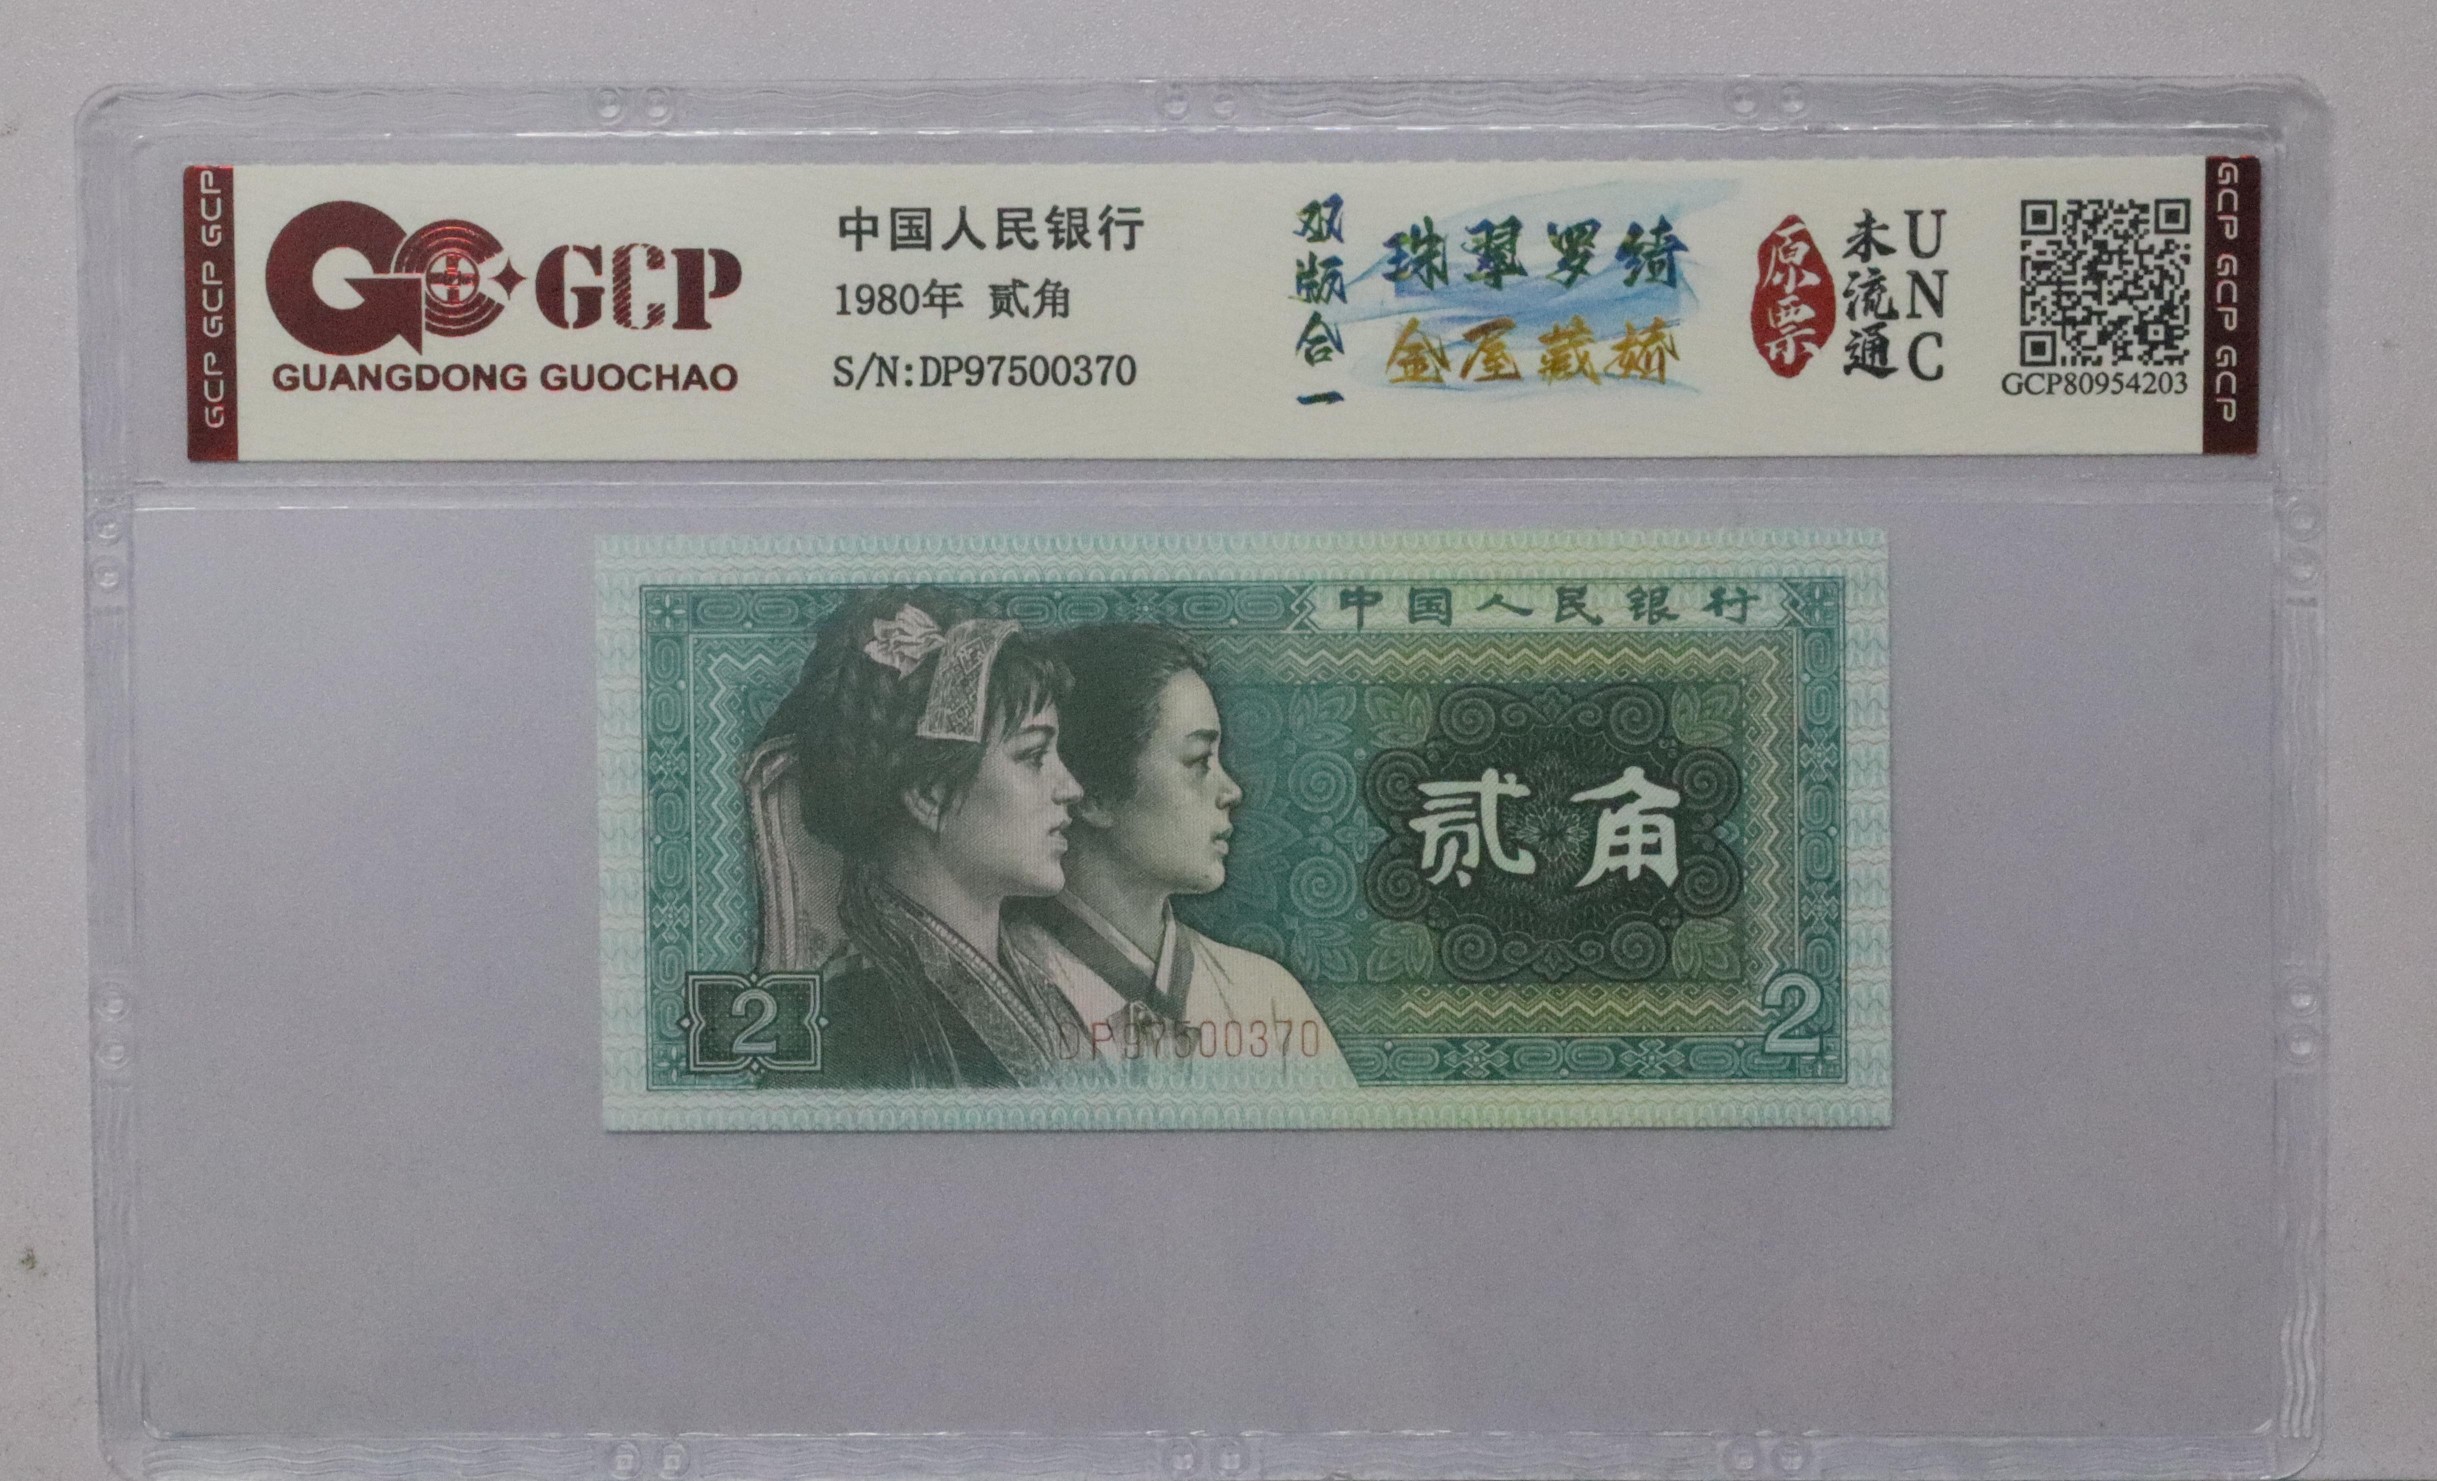 GCP GCP GCP
GCP
GUANGDONG GUOCHAO
中国人民银行
1980年 贰角
S/N:DP97500370
双版合一
珠翠罗绮
金屋藏娇
原票
未流通
UNC
GCP80954203
GCP GCP GCP
中国人民银行
贰角
2
DP97500370
2